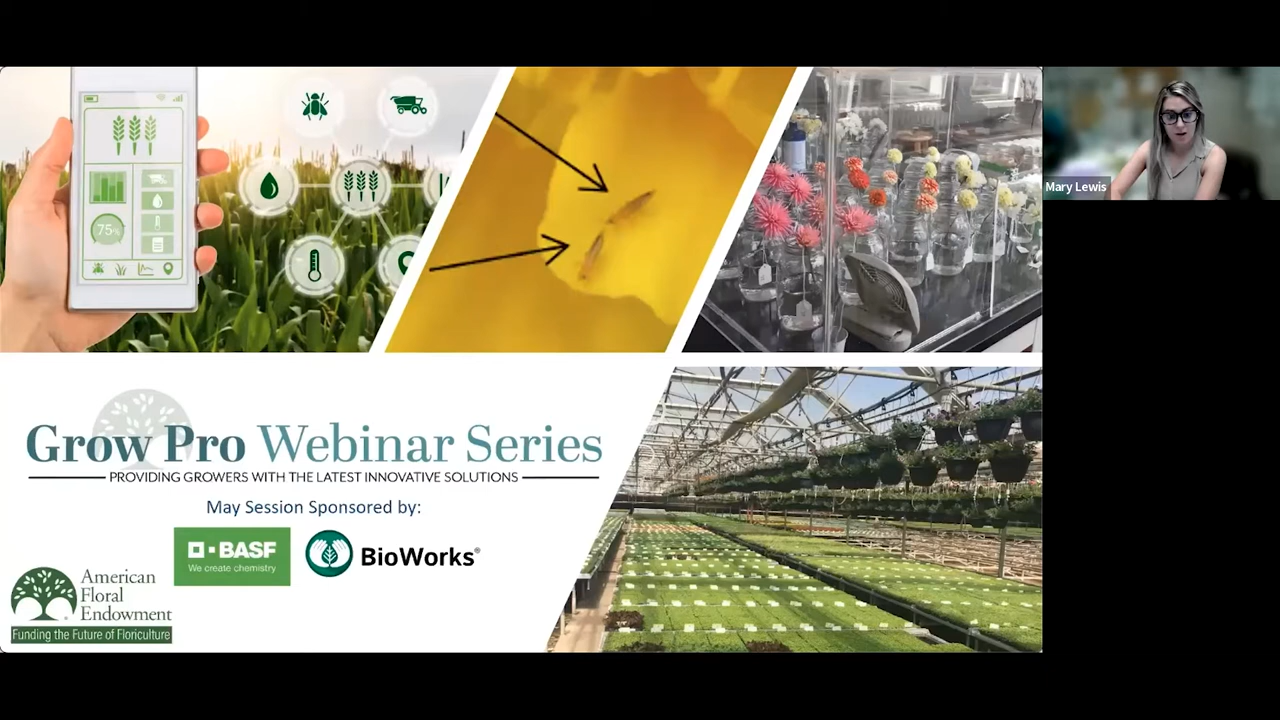 75%
Mary Lewis
Grow Pro Webinar Series
PROVIDING GROWERS WITH THE LATEST INNOVATIVE SOLUTIONS
May Session Sponsored by:
BASF
We create chemistry
BioWorks®
American
Floral
Endowment
Funding the Future of Floriculture